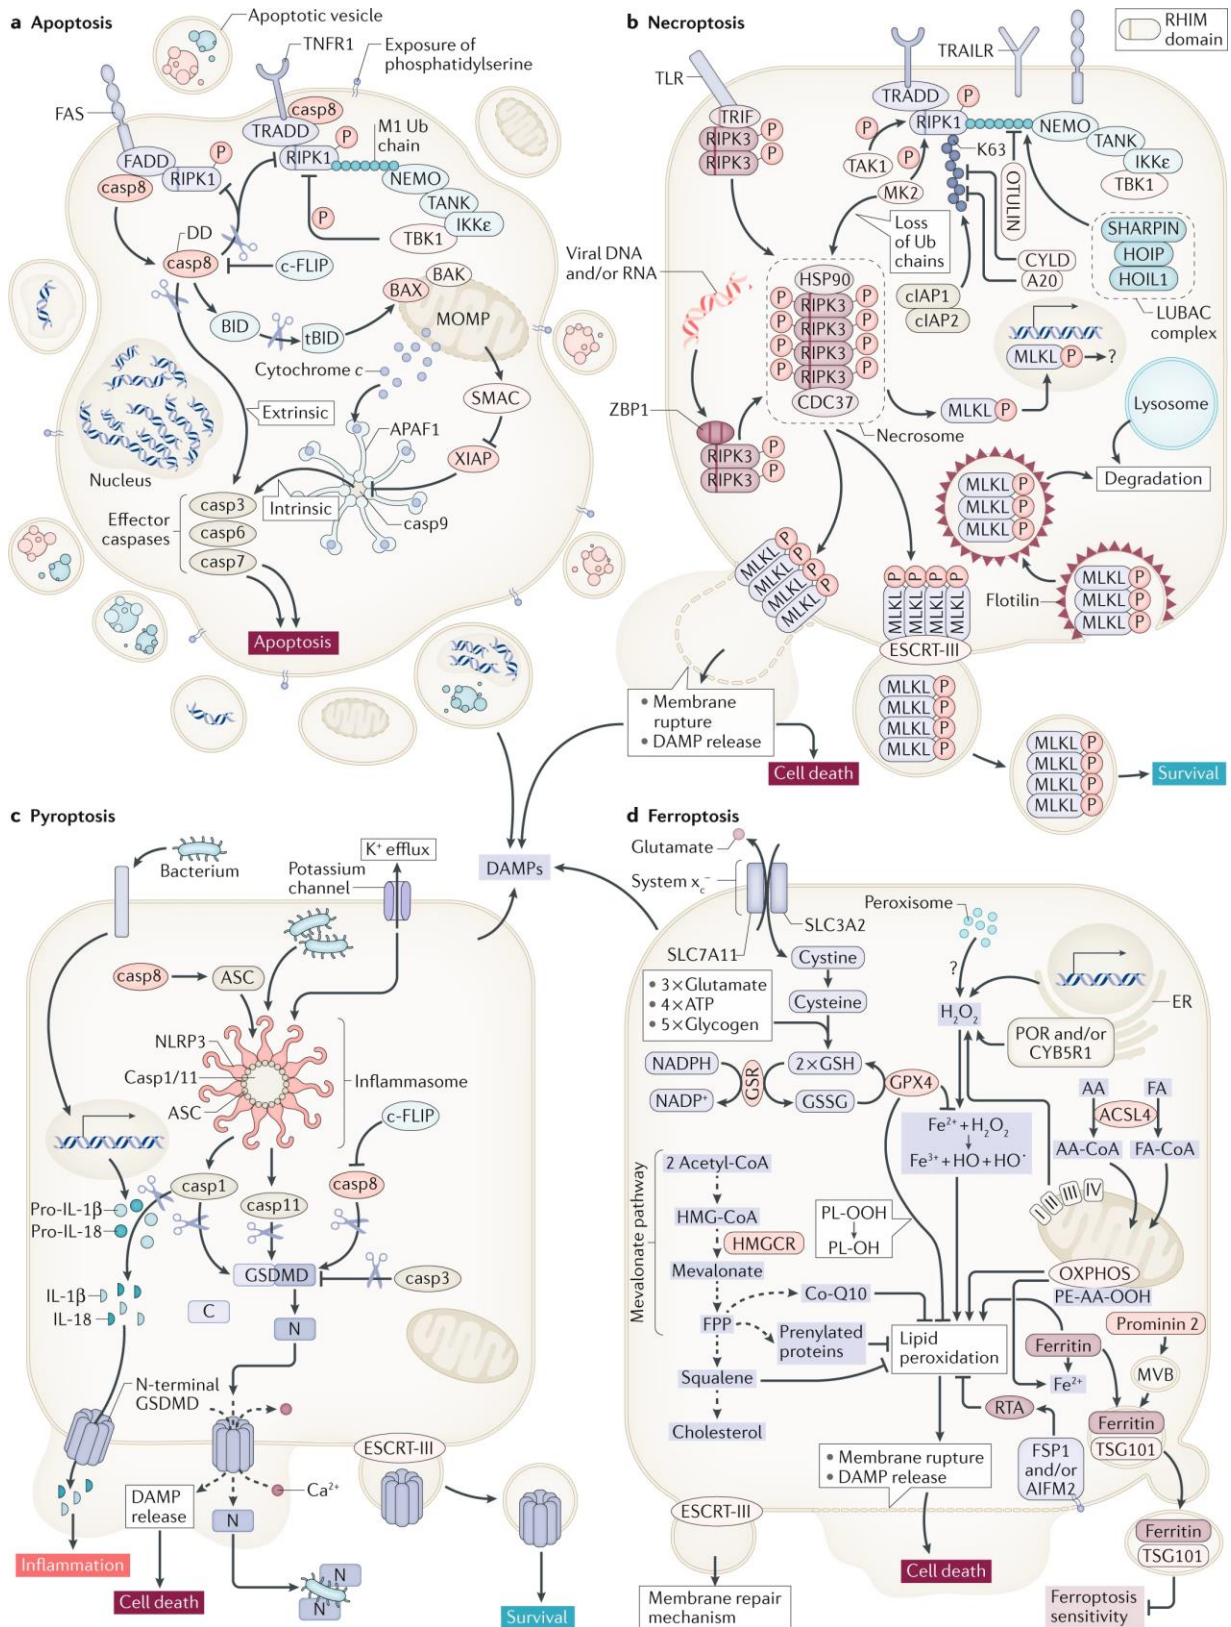 a Apoptosis
Apoptotic vesicle
TNFR1
Exposure of
phosphatidylserine
FAS
casp8
TRADD
P
M1 Ub
chain
FADD
RIPK1
P
RIPK1
casp8
NEMO
TANK
IKKε
TBK1
P
DD
casp8
c-FLIP
BAK
BAX
MOMP
BID
tBID
Cytochrome c
SMAC
Extrinsic
APAF1
XIAP
Nucleus
Intrinsic
casp9
Effector
caspases
casp3
casp6
casp7
Apoptosis
b Necroptosis
RHIM
domain
TLR
TRAILR
TRADD
P
TRIF
RIPK3
P
RIPK3
P
RIPK1
NEMO
TANK
IKKε
TBK1
P
TAK1
P
MK2
K63
OTULIN
Loss
of Ub
chains
SHARPIN
HOIP
HOIL1
LUBAC
complex
CYLD
A20
cIAP1
cIAP2
Viral DNA
and/or RNA
HSP90
P
RIPK3
P
P
RIPK3
P
P
RIPK3
P
P
RIPK3
P
CDC37
Necrosome
MLKL
P
?
MLKL
P
ZBP1
RIPK3
P
RIPK3
P
Lysosome
Degradation
MLKL
P
MLKL
P
MLKL
P
Flotilin
MLKL
P
MLKL
P
MLKL
P
MLKL
P
MLKL
P
MLKL
P
MLKL
P
P
P
P
P
MLKL
MLKL
MLKL
MLKL
ESCRT-III
MLKL
P
MLKL
P
MLKL
P
MLKL
P
MLKL
P
MLKL
P
MLKL
P
MLKL
P
Survival
• Membrane
rupture
• DAMP release
Cell death
DAMPs
c Pyroptosis
Bacterium
K⁺ efflux
Potassium
channel
casp8
ASC
NLRP3
Casp1/11
ASC
Inflammasome
c-FLIP
casp1
casp11
casp8
Pro-IL-1β
Pro-IL-18
GSDMD
casp3
IL-1β
IL-18
C
N
N-terminal
GSDMD
ESCRT-III
Ca²⁺
DAMP
release
N
Inflammation
Cell death
N
N
Survival
d Ferroptosis
Glutamate
System xc⁻
SLC3A2
SLC7A11
Peroxisome
?
ER
Cystine
Cysteine
• 3×Glutamate
• 4×ATP
• 5×Glycogen
H₂O₂
POR and/or
CYB5R1
NADPH
GSR
2×GSH
GPX4
NADP⁺
GSSG
AA
FA
ACSL4
AA-CoA
FA-CoA
Fe²⁺ + H₂O₂
Fe³⁺ + HO + HO˙
Mevalonate pathway
2 Acetyl-CoA
HMG-CoA
HMGCR
Mevalonate
FPP
Squalene
Cholesterol
PL-OOH
PL-OH
I
II
III
IV
OXPHOS
PE-AA-OOH
Co-Q10
Prenylated
proteins
Lipid
peroxidation
Ferritin
Fe²⁺
Prominin 2
MVB
RTA
Ferritin
TSG101
FSP1
and/or
AIFM2
• Membrane rupture
• DAMP release
ESCRT-III
Membrane repair
mechanism
Cell death
Ferritin
TSG101
Ferroptosis
sensitivity